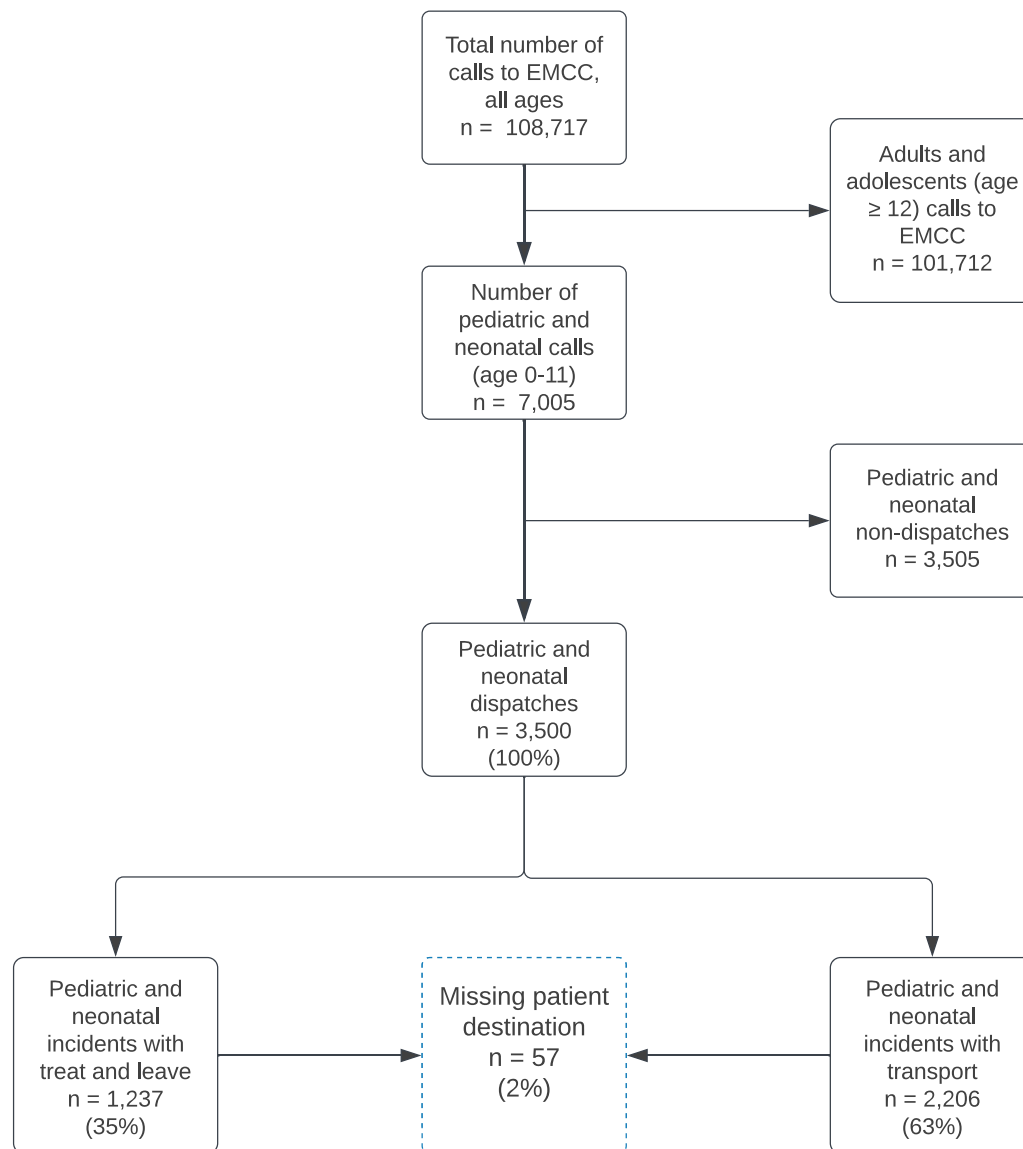 Total number of
calls to EMCC,
all ages
n = 108,717
Adults and
adolescents (age
≥ 12) calls to
EMCC
n = 101,712
Number of
pediatric and
neonatal calls
(age 0-11)
n = 7,005
Pediatric and
neonatal
non-dispatches
n = 3,505
Pediatric and
neonatal
dispatches
n = 3,500
(100%)
Pediatric and
neonatal
incidents with
treat and leave
n = 1,237
(35%)
Missing patient
destination
n = 57
(2%)
Pediatric and
neonatal
incidents with
transport
n = 2,206
(63%)